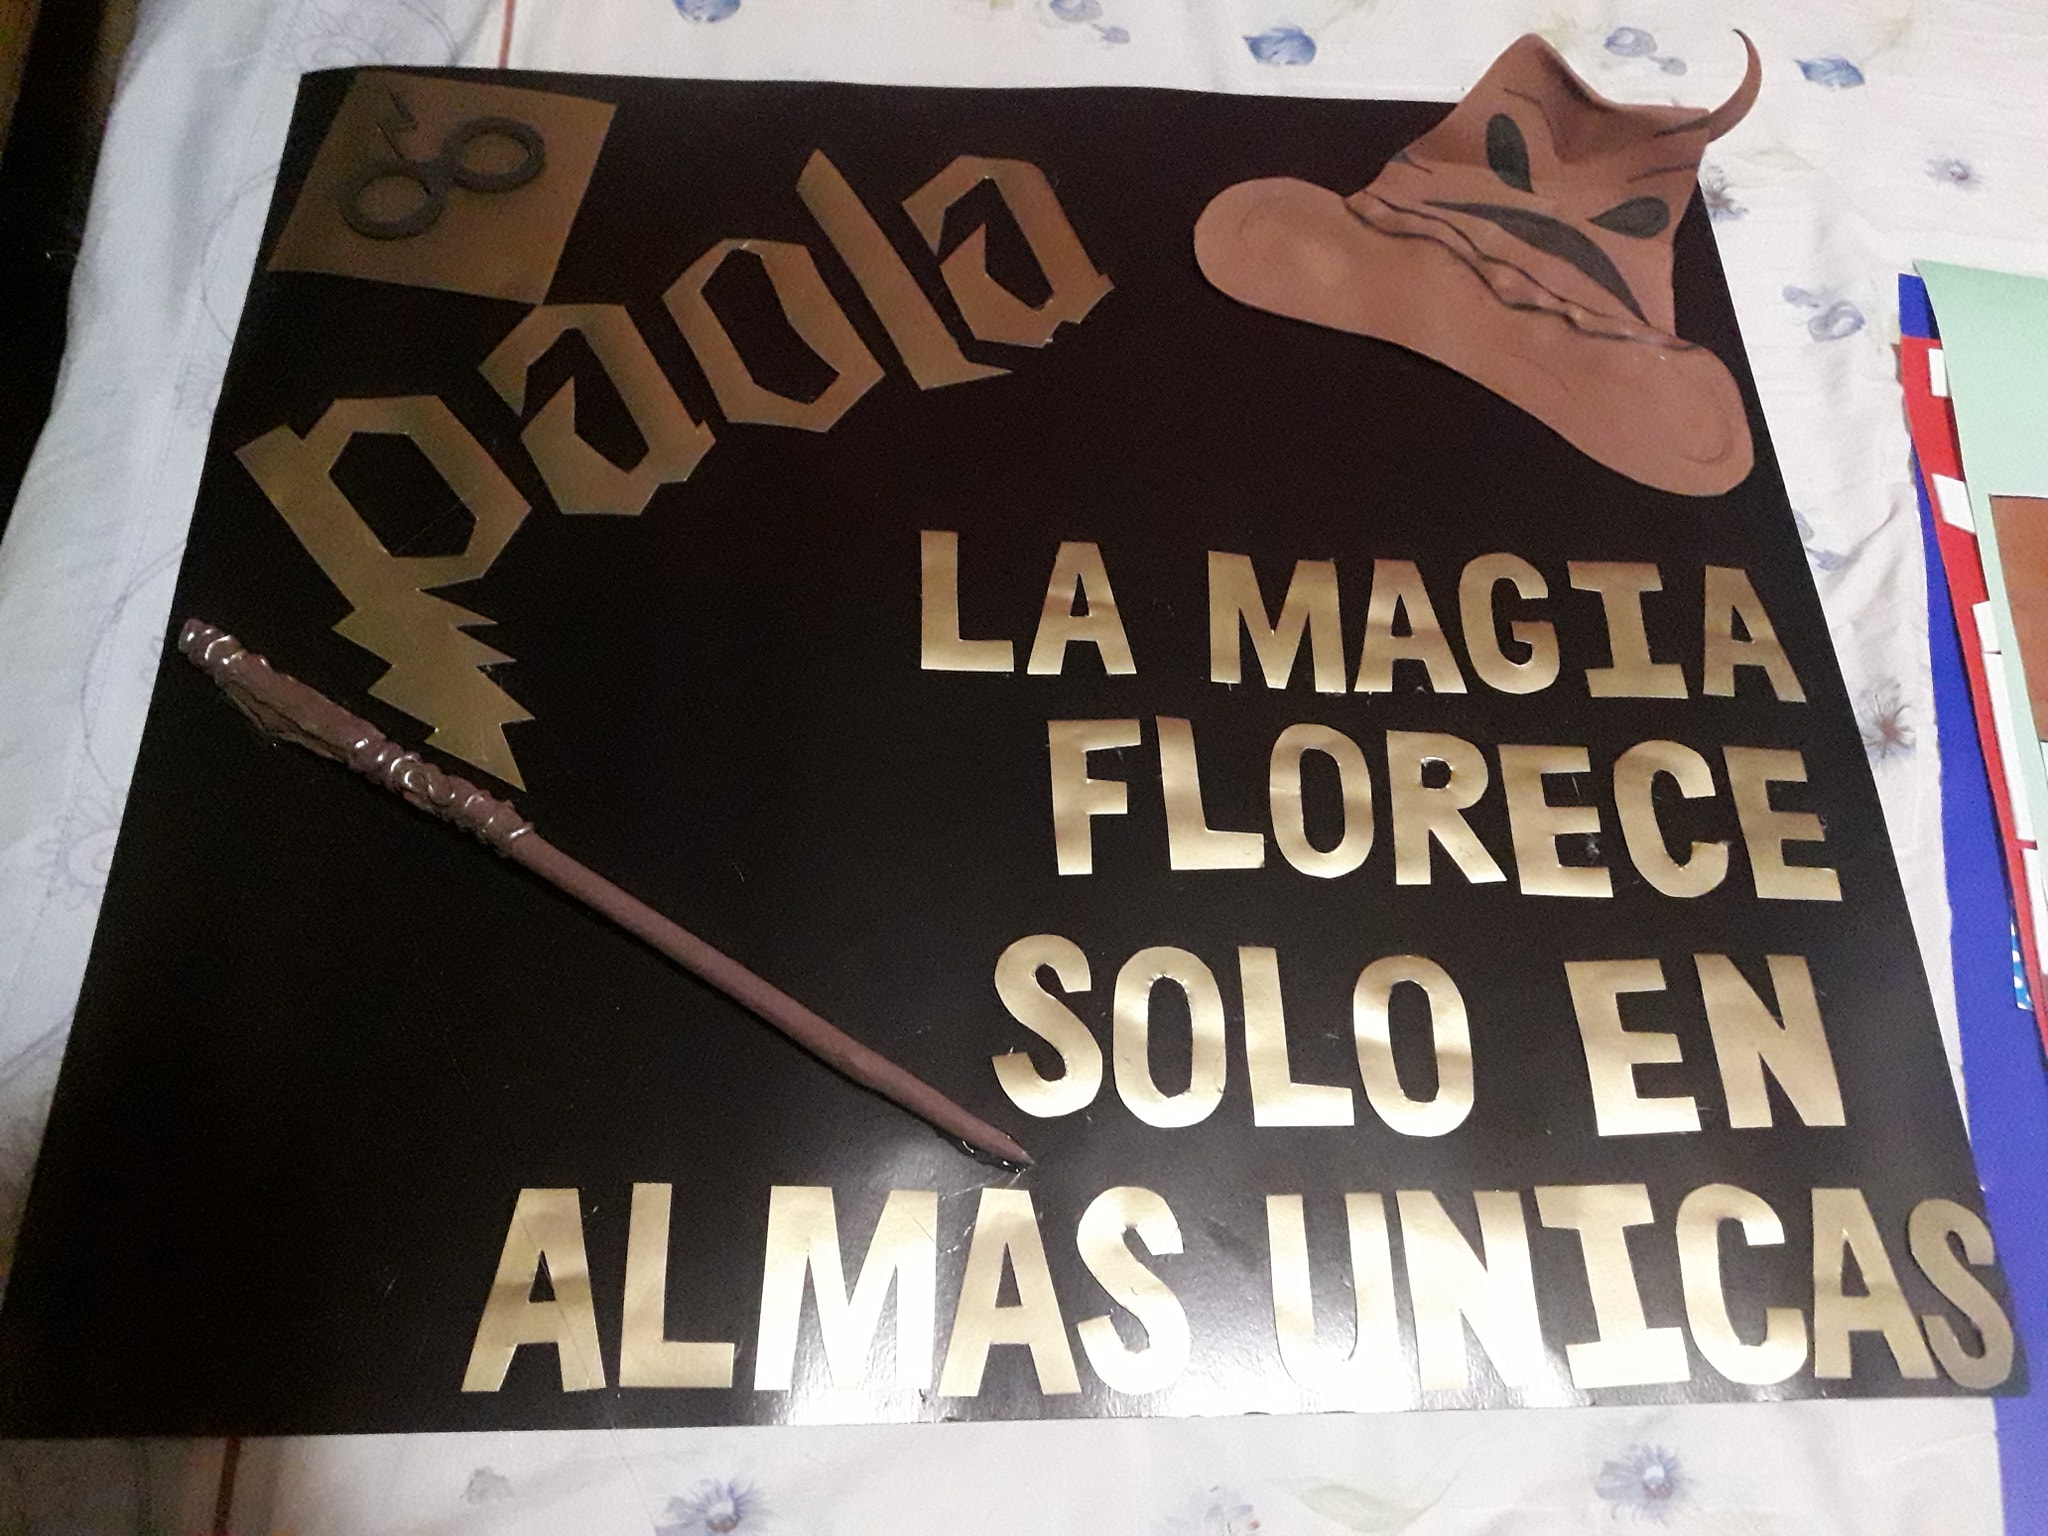 paola
LA MAGIA
FLORECE
SOLO EN
ALMAS UNICAS